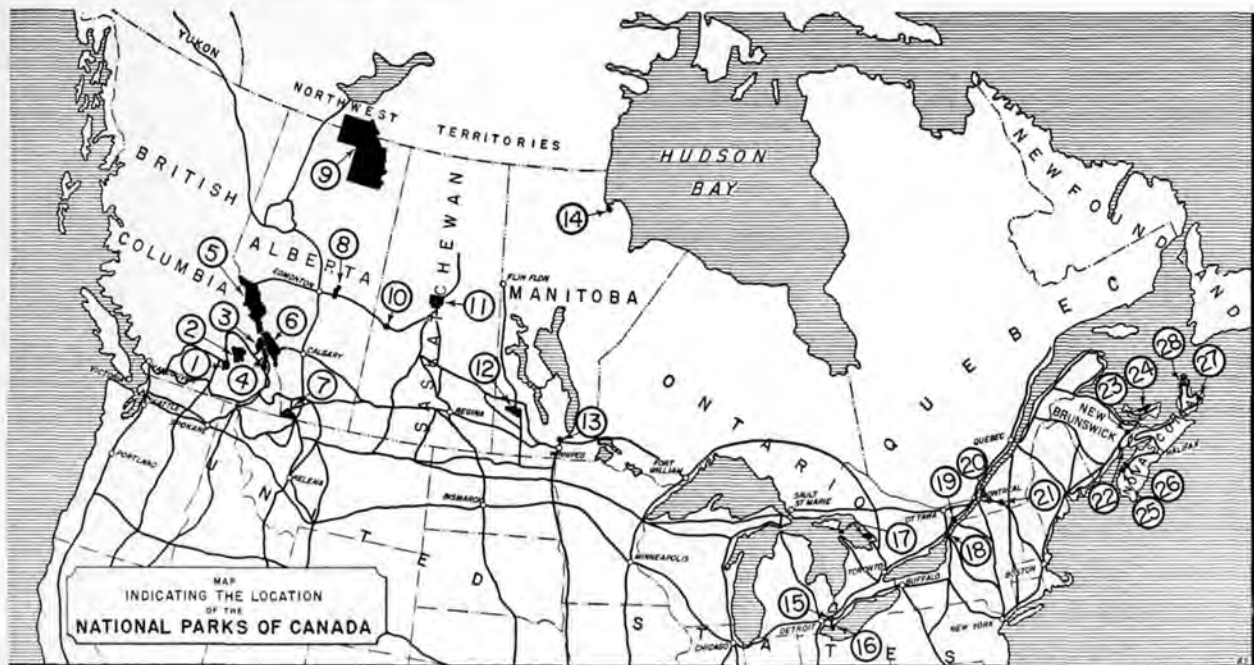 YUKON
NORTHWEST TERRITORIES
HUDSON
BAY
NEWFOUNDLAND
BRITISH
COLUMBIA
ALBERTA
SASKATCHEWAN
MANITOBA
ONTARIO
QUEBEC
NEW
BRUNSWICK
NOVA SCOTIA
UNITED STATES
9
14
5
8
10
11
3
6
2
1
4
7
12
13
28
27
23
24
20
19
21
22
26
25
17
18
15
16
EDMONTON
FLIN FLON
CALGARY
VICTORIA
SEATTLE
SPOKANE
REGINA
PORTLAND
HELENA
BISMARCK
FORT
WILLIAM
SAULT
STE MARIE
OTTAWA
MONTREAL
QUEBEC
HALIFAX
MINNEAPOLIS
TORONTO
BUFFALO
BOSTON
DETROIT
CHICAGO
NEW YORK
MAP
INDICATING THE LOCATION
OF THE
NATIONAL PARKS OF CANADA